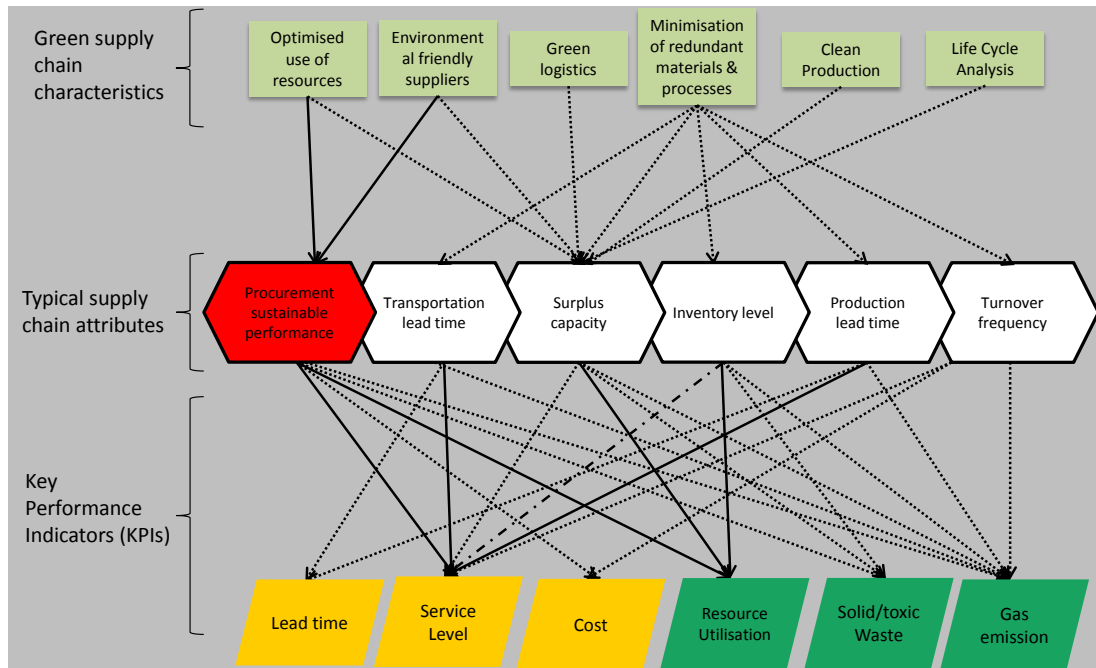 Green supply
chain
characteristics
Optimised
use of
resources
Environment
al friendly
suppliers
Green
logistics
Minimisation
of redundant
materials &
processes
Clean
Production
Life Cycle
Analysis
Typical supply
chain attributes
Procurement
sustainable
performance
Transportation
lead time
Surplus
capacity
Inventory level
Production
lead time
Turnover
frequency
Key
Performance
Indicators (KPIs)
Lead time
Service
Level
Cost
Resource
Utilisation
Solid/toxic
Waste
Gas
emission